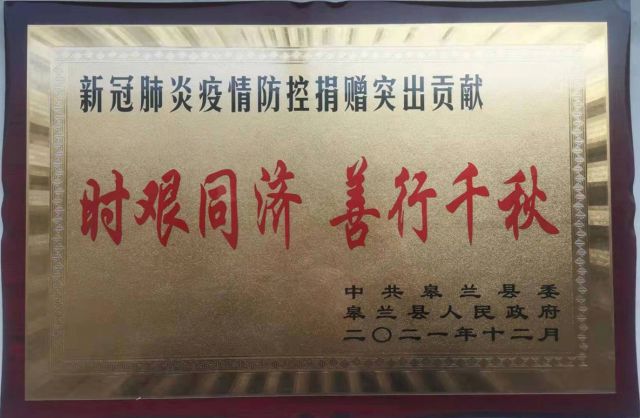 新冠肺炎疫情防控捐赠突出贡献
时艰同济 善行千秋
中共皋兰县委
皋兰县人民政府
二〇二一年十二月